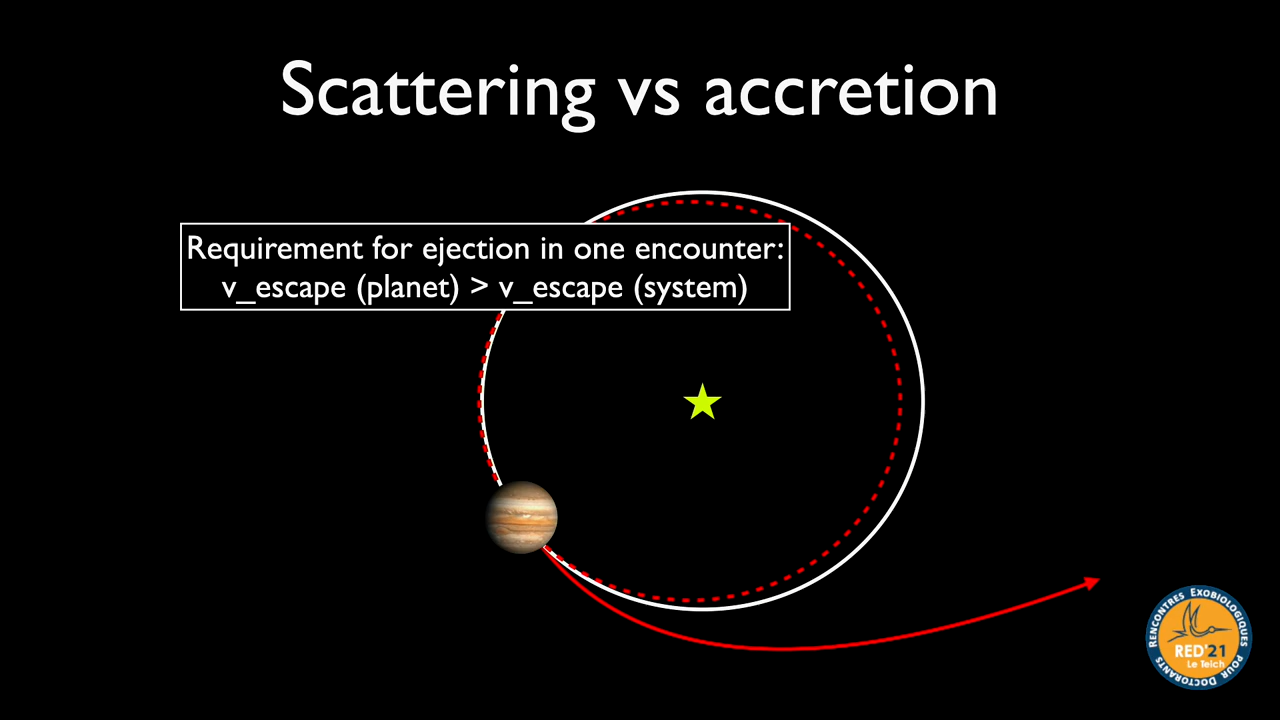 Scattering vs accretion
Requirement for ejection in one encounter:
v_escape (planet) > v_escape (system)
RENCONTRES EXOBIOLOGIQUES
POUR DOCTORANTS
RED'21
Le Teich